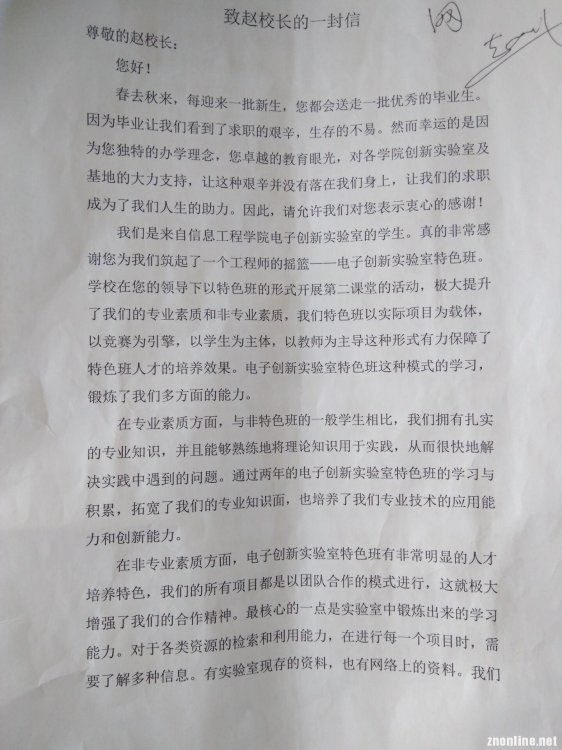 致赵校长的一封信
网
尊敬的赵校长：
您好！
春去秋来，每迎来一批新生，您都会送走一批优秀的毕业生。
因为毕业让我们看到了求职的艰辛，生存的不易。然而幸运的是因
为您独特的办学理念，您卓越的教育眼光，对各学院创新实验室及
基地的大力支持，让这种艰辛并没有落在我们身上，让我们的求职
成为了我们人生的助力。因此，请允许我们对您表示衷心的感谢！
我们是来自信息工程学院电子创新实验室的学生。真的非常感
谢您为我们筑起了一个工程师的摇篮——电子创新实验室特色班。
学校在您的领导下以特色班的形式开展第二课堂的活动，极大提升
了我们的专业素质和非专业素质，我们特色班以实际项目为载体，
以竞赛为引擎，以学生为主体，以教师为主导这种形式有力保障了
特色班人才的培养效果。电子创新实验室特色班这种模式的学习，
锻炼了我们多方面的能力。
在专业素质方面，与非特色班的一般学生相比，我们拥有扎实
的专业知识，并且能够熟练地将理论知识用于实践，从而很快地解
决实践中遇到的问题。通过两年的电子创新实验室特色班的学习与
积累，拓宽了我们的专业知识面，也培养了我们专业技术的应用能
力和创新能力。
在非专业素质方面，电子创新实验室特色班有非常明显的人才
培养特色，我们的所有项目都是以团队合作的模式进行，这就极大
增强了我们的合作精神。最核心的一点是实验室中锻炼出来的学习
能力。对于各类资源的检索和利用能力，在进行每一个项目时，需
要了解多种信息。有实验室现存的资料，也有网络上的资料。我们
znonline.net